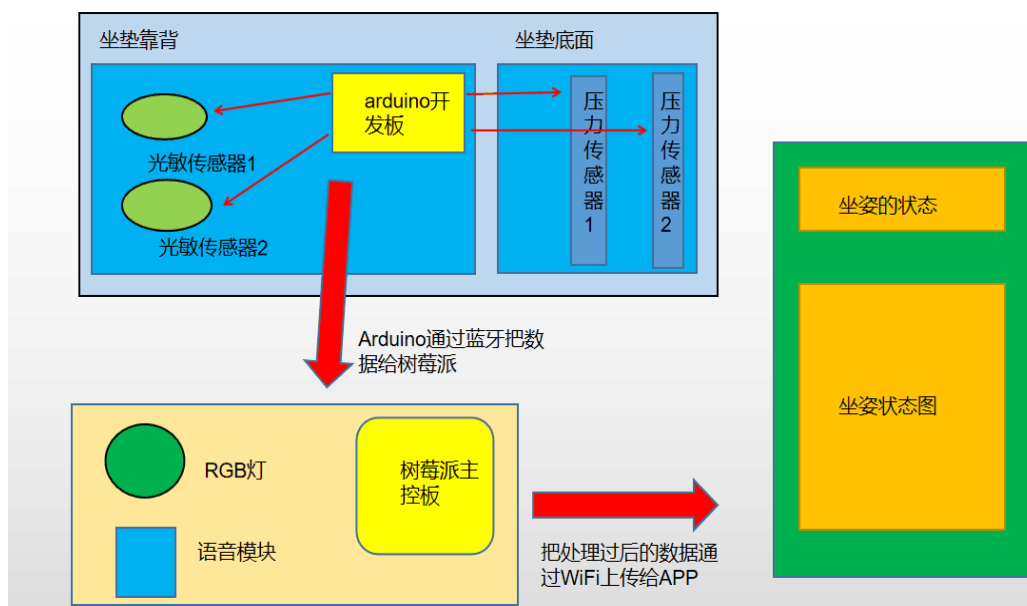 坐垫靠背
坐垫底面
arduino开
发板
光敏传感器1
光敏传感器2
压
力
传
感
器
1
压
力
传
感
器
2
Arduino通过蓝牙把数
据给树莓派
RGB灯
语音模块
树莓派主
控板
把处理过后的数据通
过WiFi上传给APP
坐姿的状态
坐姿状态图